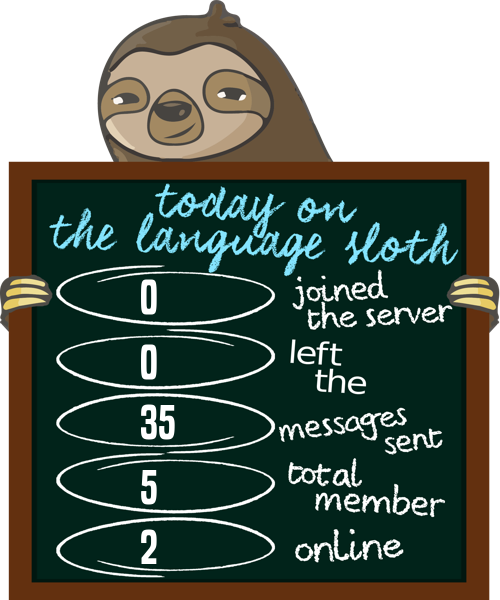 today on
the language sloth
0 joined
the server
0 left
the
35 messages
sent
5 total
member
2 online